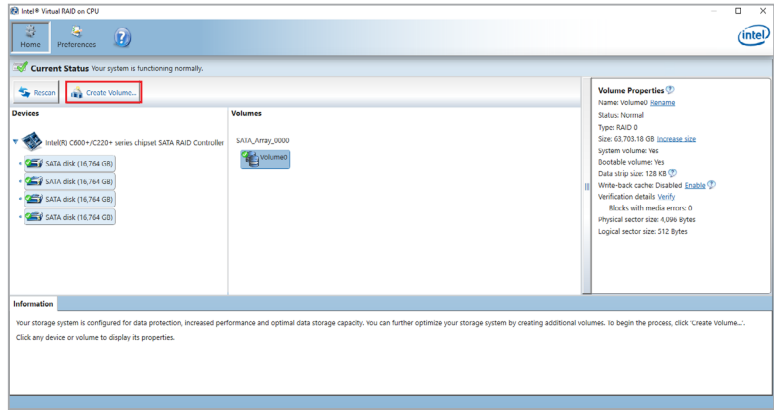 Intel® Virtual RAID on CPU
Home
Preferences
intel
Current Status Your system is functioning normally.
Rescan
Create Volume...
Devices
Intel(R) C600+/C220+ series chipset SATA RAID Controller
SATA disk (16,764 GB)
SATA disk (16,764 GB)
SATA disk (16,764 GB)
SATA disk (16,764 GB)
Volumes
SATA_Array_0000
Volume0
Volume Properties
Name: Volume0 Rename
Status: Normal
Type: RAID 0
Size: 63,703.18 GB Increase size
System volume: Yes
Bootable volume: Yes
Data strip size: 128 KB
Write-back cache: Disabled Enable
Verification details Verify
Blocks with media errors: 0
Physical sector size: 4,096 Bytes
Logical sector size: 512 Bytes
Information
Your storage system is configured for data protection, increased performance and optimal data storage capacity. You can further optimize your storage system by creating additional volumes. To begin the process, click 'Create Volume...'.
Click any device or volume to display its properties.